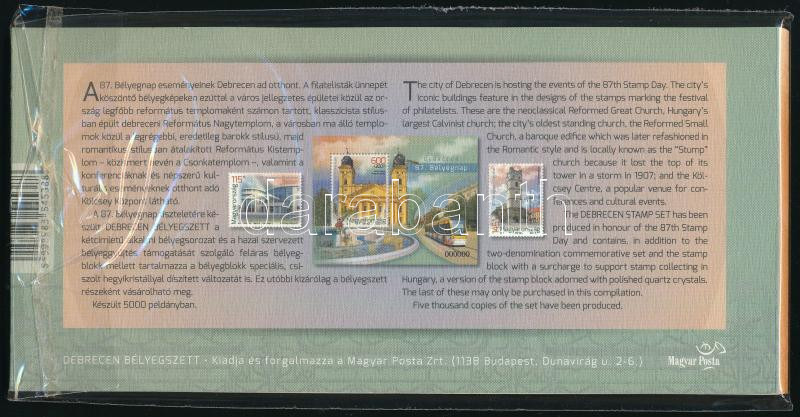 A 87. Bélyegnap eseményeinek Debrecen ad otthont. A filatelisták ünnepét
köszöntő bélyegképeken ezúttal a város jellegzetes épületei közül az or-
szág legfőbb református templomaként számon tartott, klasszicista stílus-
ban épült debreceni Református Nagytemplom, a városban ma álló templo-
mok közül a legrégebbi, eredetileg barokk stílusú, majd
romantikus stílusban átalakított Református Kistemp-
lom – közismert nevén a Csonkatemplom –, valamint a
konferenciáknak és népszerű kul-
turális eseményeknek otthont adó
Kölcsey Központ látható.
A 87. Bélyegnap tiszteletére ké-
szült DEBRECEN BÉLYEGSZETT a
kétcímletű alkalmi bélyegsorozat és a hazai szervezett
bélyeggyűjtés támogatását szolgáló feláras bélyeg-
blokk mellett tartalmazza a bélyegblokk speciális, csi-
szolt hegyikristállyal díszített változatát is. Ez utóbbi kizárólag a bélyegszett
részeként vásárolható meg.
Készült 5000 példányban.
The city of Debrecen is hosting the events of the 87th Stamp Day. The city's
iconic buildings feature in the designs of the stamps marking the festival
of philatelists. These are the neoclassical Reformed Great Church, Hungary's
largest Calvinist church; the city's oldest standing church, the Reformed Small
Church, a baroque edifice which was later refashioned in
the Romantic style and is locally known as the "Stump"
church because it lost the top of its
tower in a storm in 1907; and the Köl-
csey Centre, a popular venue for con-
ferences and cultural events.
The DEBRECEN STAMP SET has been
produced in honour of the 87th Stamp
Day and contains, in addition to the
two-denomination commemorative set and the stamp
block with a surcharge to support stamp collecting in
Hungary, a version of the stamp block adorned with polished quartz crystals.
The last of these may only be purchased in this compilation.
Five thousand copies of the set have been produced.
115
Magyarország
500
87. Bélyegnap
000000
darabanth
DEBRECEN BÉLYEGSZETT • Kiadja és forgalmazza a Magyar Posta Zrt. (1138 Budapest, Dunavirág u. 2-6.)
Magyar Posta